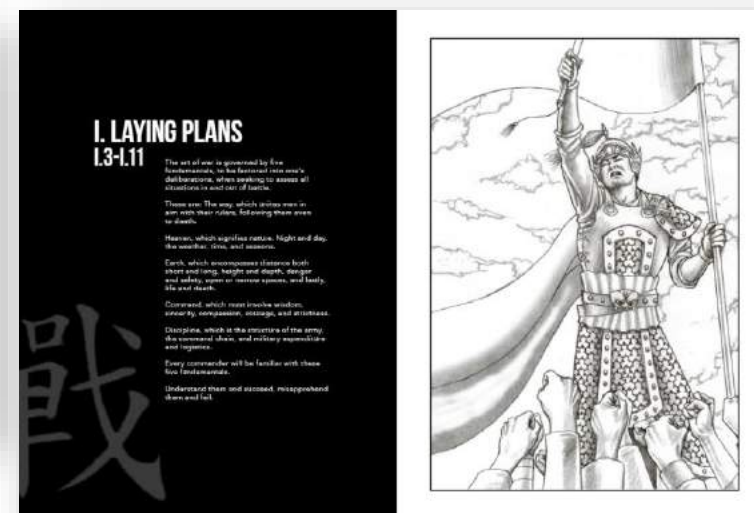 I. LAYING PLANS
I.3-I.11
The art of war is governed by five
fundamentals, to be factored into one's
deliberations, when seeking to assess all
situations in and out of battle.
These are: The way, which unites men in
aim with their rulers, following them even
to death.
Heaven, which signifies nature. Night and day,
the weather, time, and seasons.
Earth, which encompasses distance both
short and long, height and depth, danger
and safety, open or narrow spaces, and lastly,
life and death.
Command, which must involve wisdom,
sincerity, compassion, courage, and strictness.
Discipline, which is the structure of the army,
the command chain, and military expenditure
and logistics.
Every commander will be familiar with these
five fundamentals.
Understand them and succeed, misapprehend
them and fail.
戰